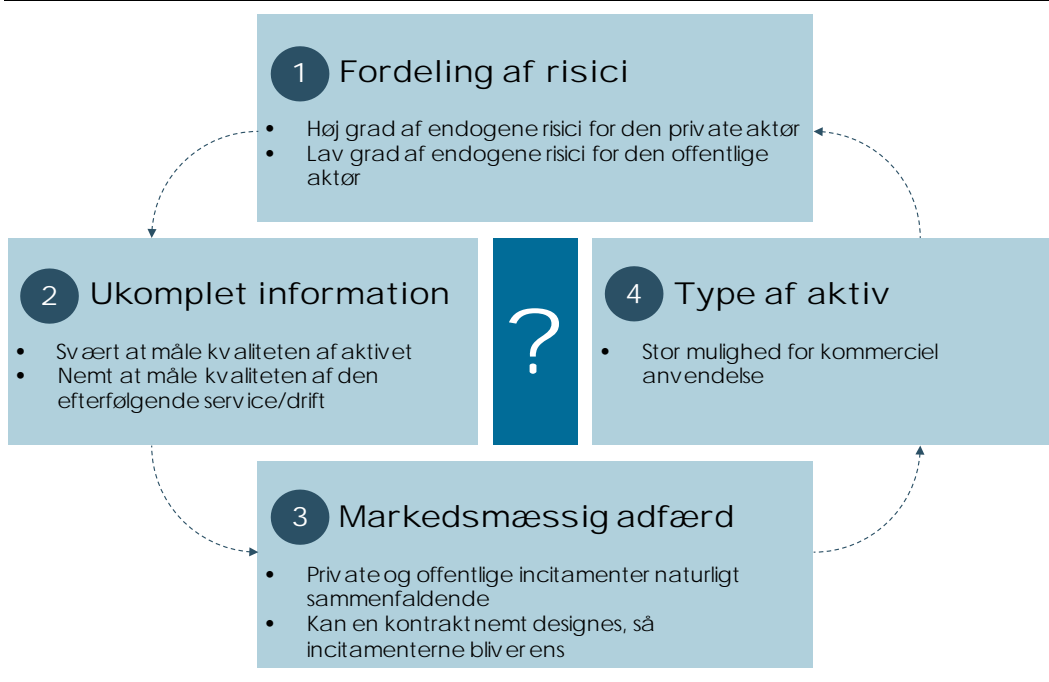 1 Fordeling af risici
• Høj grad af endogene risici for den private aktør
• Lav grad af endogene risici for den offentlige
aktør
2 Ukomplet information
• Svært at måle kvaliteten af aktivet
• Nemt at måle kvaliteten af den
efterfølgende service/drift
?
4 Type af aktiv
• Stor mulighed for kommerciel
anvendelse
3 Markedsmæssig adfærd
• Private og offentlige incitamenter naturligt
sammenfaldende
• Kan en kontrakt nemt designes, så
incitamenterne bliver ens